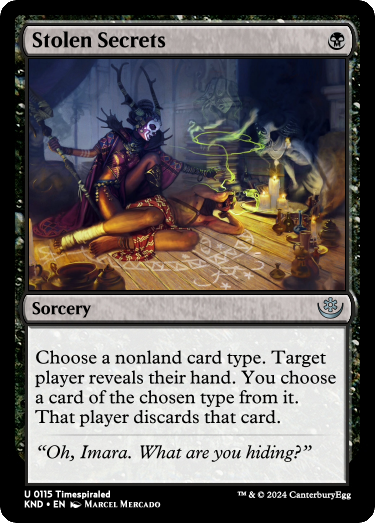 Stolen Secrets
Sorcery
Choose a nonland card type. Target
player reveals their hand. You choose
a card of the chosen type from it.
That player discards that card.
“Oh, Imara. What are you hiding?”
U 0115 Timespiraled
KND • EN Marcel Mercado
™ & © 2024 CanterburyEgg